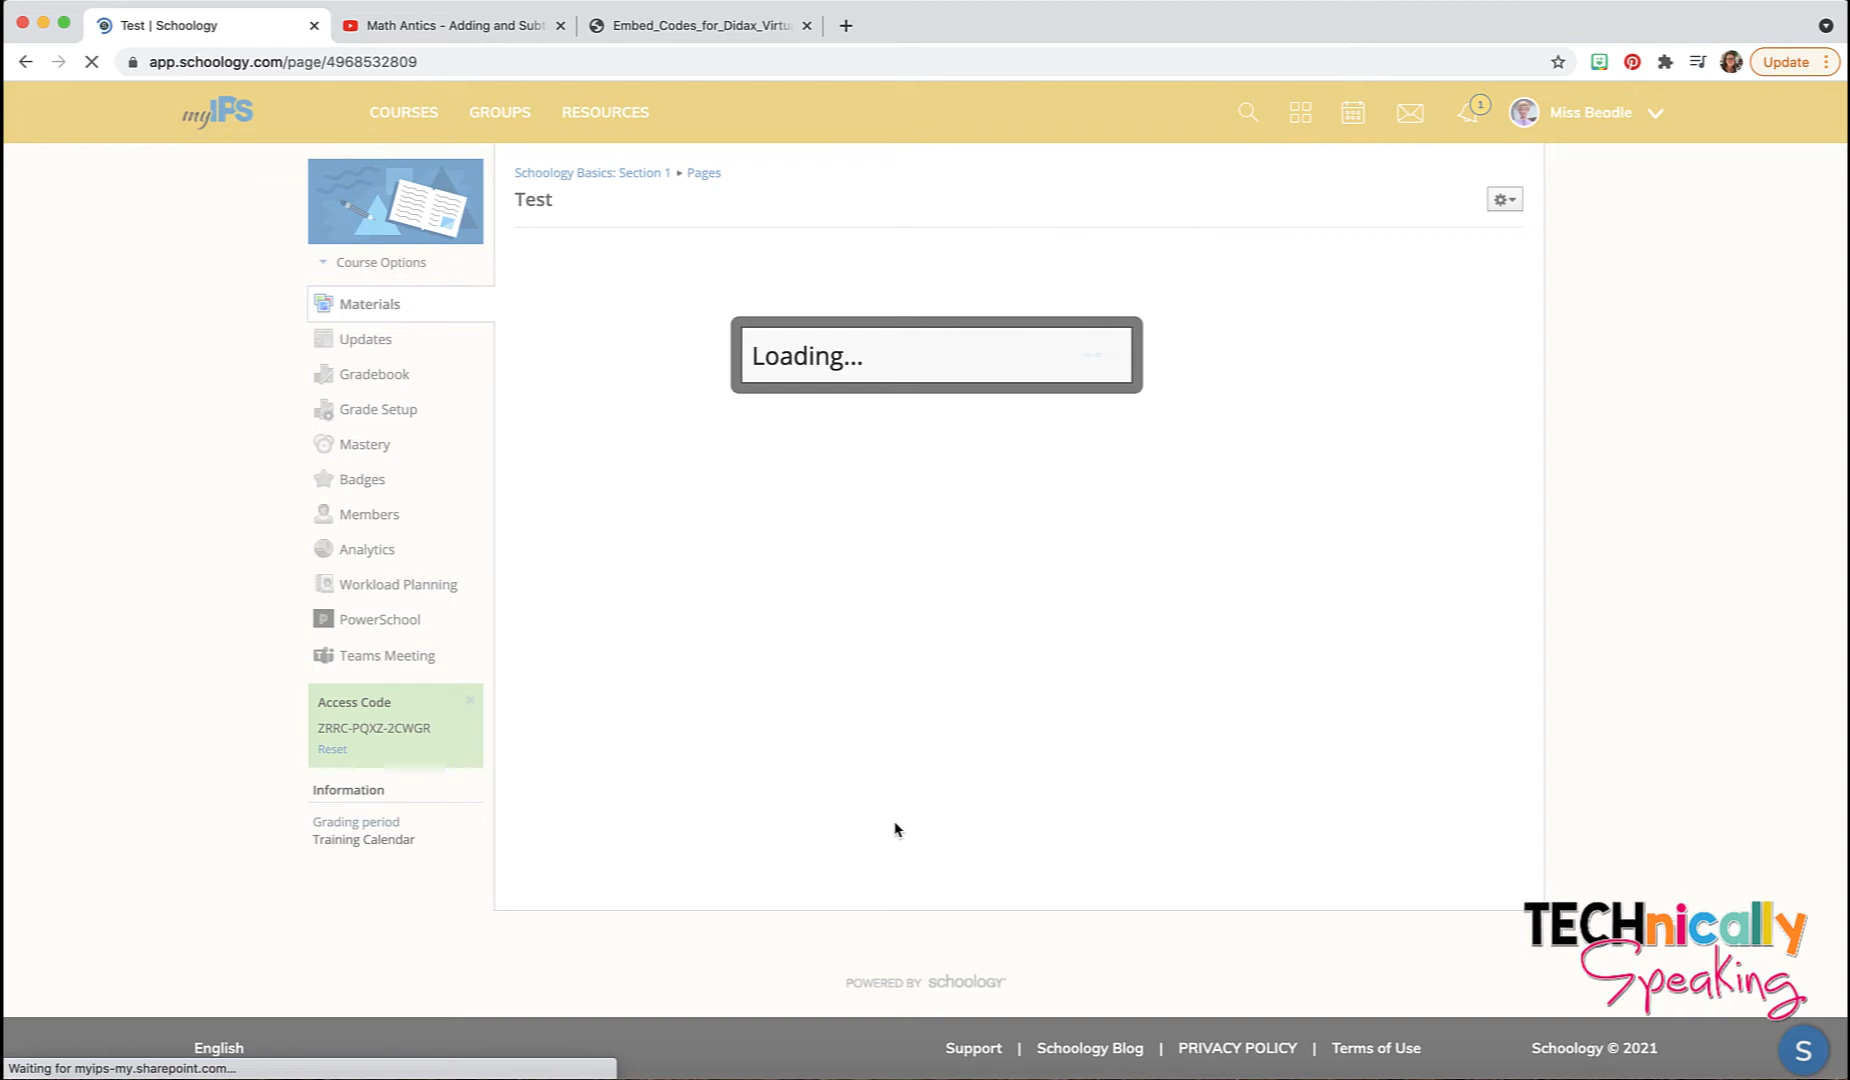 Test | Schoology
Math Antics - Adding and Subt
Embed_Codes_for_Didax_Virtu
app.schoology.com/page/4968532809
Update
myIPS
COURSES
GROUPS
RESOURCES
1
Miss Beadle
Schoology Basics: Section 1 ▸ Pages
Test
Course Options
Materials
Loading...
Updates
Gradebook
Grade Setup
Mastery
Badges
Members
Analytics
Workload Planning
PowerSchool
Teams Meeting
Access Code
ZRRC-PQXZ-2CWGR
Reset
Information
Grading period
Training Calendar
TECHnically
Speaking
POWERED BY schoology
English
Support | Schoology Blog | PRIVACY POLICY | Terms of Use
Schoology © 2021
S
Waiting for myips-my.sharepoint.com...